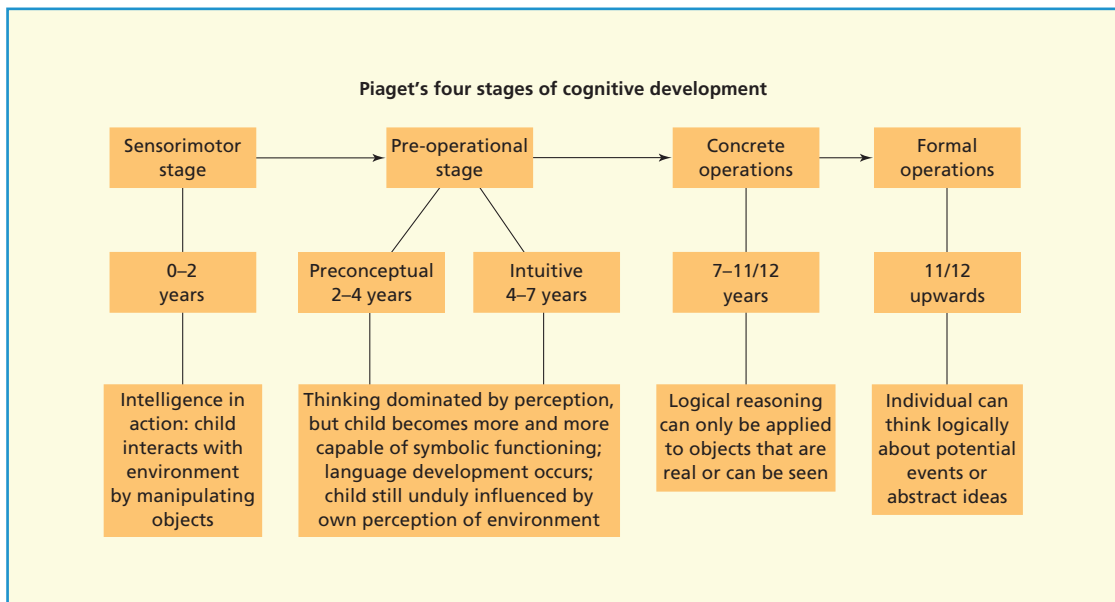 Piaget's four stages of cognitive development
Sensorimotor
stage
Pre-operational
stage
Concrete
operations
Formal
operations
0–2
years
Preconceptual
2–4 years
Intuitive
4–7 years
7–11/12
years
11/12
upwards
Intelligence in
action: child
interacts with
environment
by manipulating
objects
Thinking dominated by perception,
but child becomes more and more
capable of symbolic functioning;
language development occurs;
child still unduly influenced by
own perception of environment
Logical reasoning
can only be applied
to objects that are
real or can be seen
Individual can
think logically
about potential
events or
abstract ideas